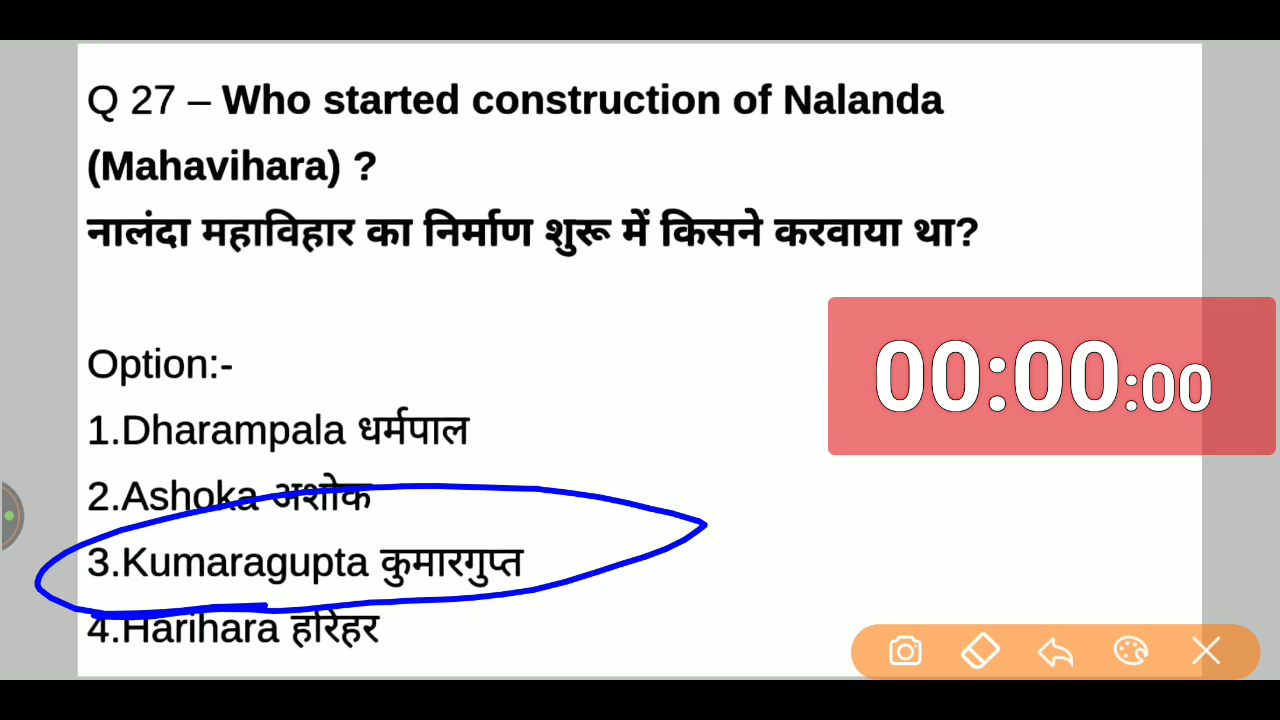 Q 27 – Who started construction of Nalanda
(Mahavihara) ?
नालंदा महाविहार का निर्माण शुरू में किसने करवाया था?
Option:-
00:00:00
1.Dharampala धर्मपाल
2.Ashoka अशोक
3.Kumaragupta कुमारगुप्त
4.Harihara हरिहर